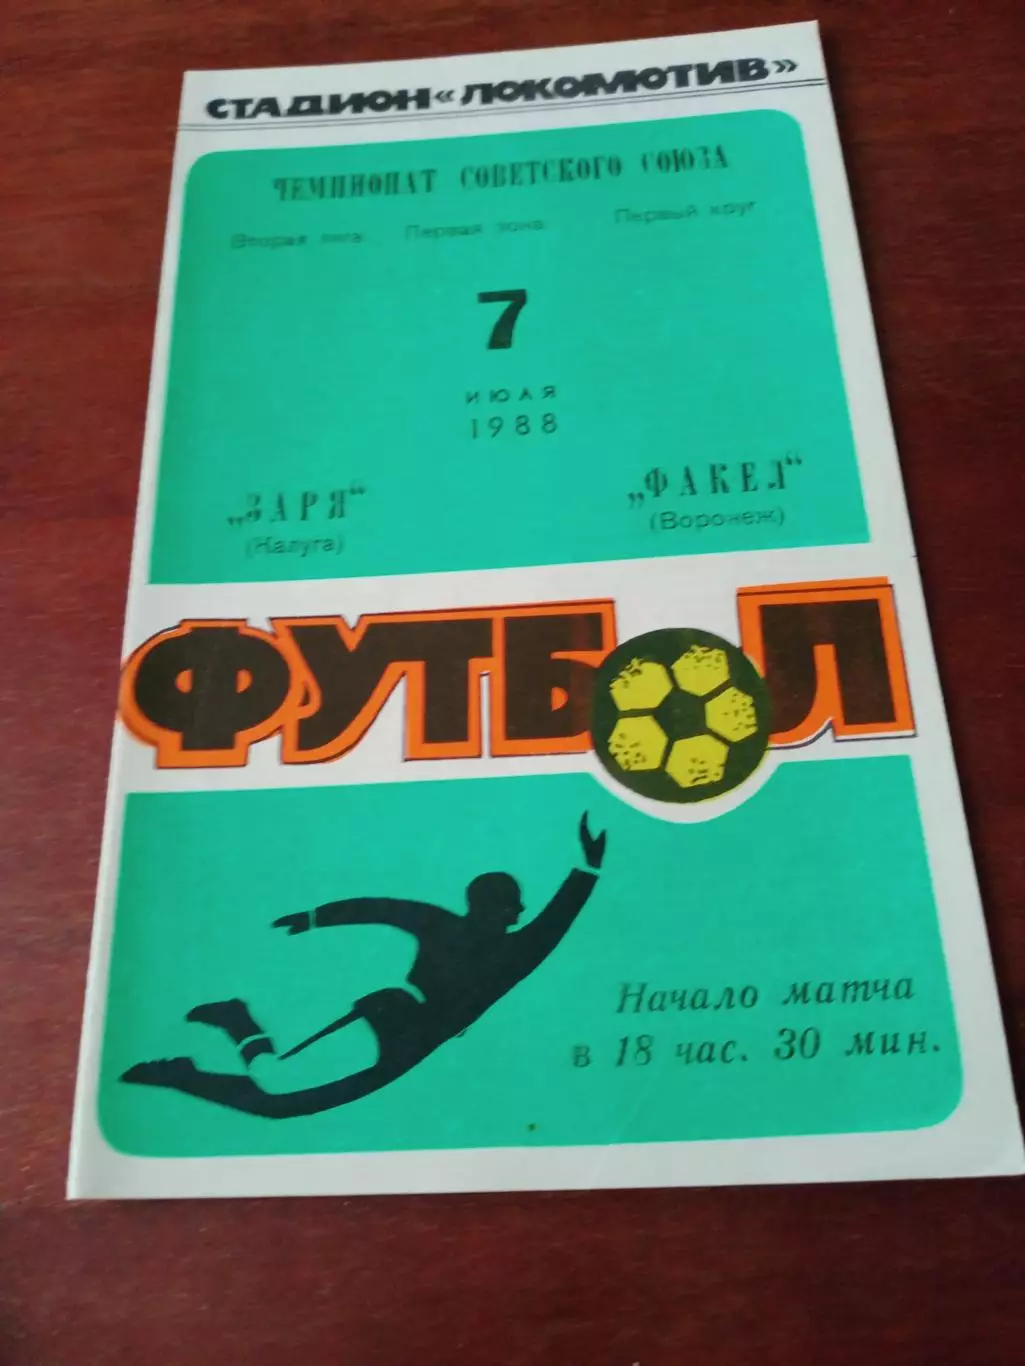 СТАДИОН «ЛОКОМОТИВ»
ЧЕМПИОНАТ СОВЕТСКОГО СОЮЗА
Вторая лига Первая зона Первый круг
7
ИЮЛЯ
1988
„ЗАРЯ“ „ФАКЕЛ“
(Калуга) (Воронеж)
ФУТБОЛ
Начало матча
в 18 час. 30 мин.